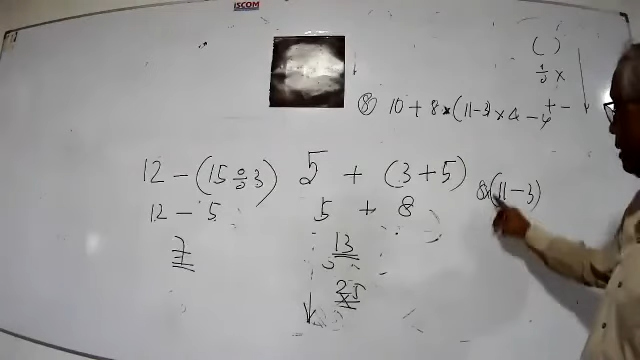 ISCOM
( )
÷ ×
⑧ 10 + 8 × (11 - 3) × 4 - 4 + -
12 - (15 ÷ 3)
12 - 5
7
5 + (3 + 5)
5 + 8
13
8×(11 - 3)